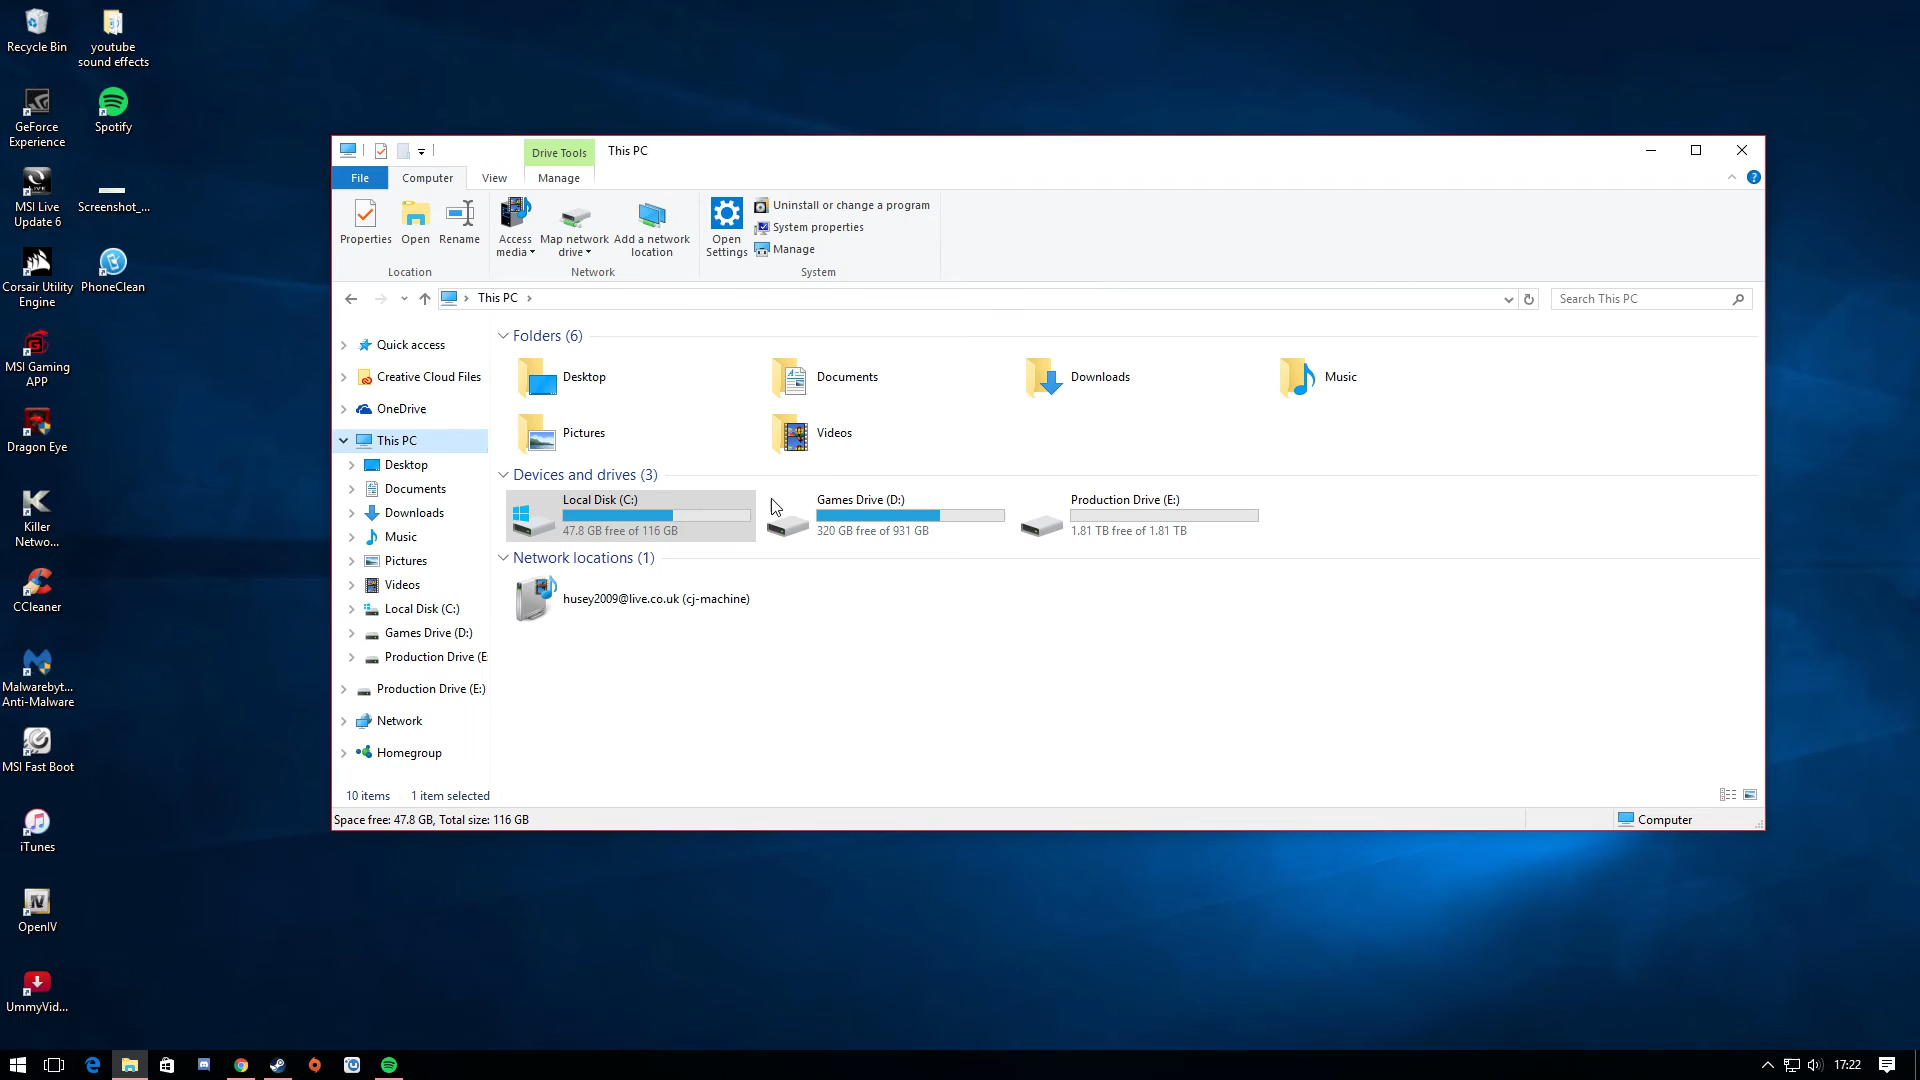 Recycle Bin
youtube
sound effects
GeForce
Experience
Spotify
MSI Live
Update 6
Screenshot_...
Corsair Utility
Engine
PhoneClean
MSI Gaming
APP
Dragon Eye
Killer
Netwo...
CCleaner
Malwarebyt...
Anti-Malware
MSI Fast Boot
iTunes
OpenIV
UmmyVid...
Drive Tools
This PC
File
Computer
View
Manage
Properties
Open
Rename
Location
Access
media
Map network
drive
Add a network
location
Network
Open
Settings
Uninstall or change a program
System properties
Manage
System
This PC
Search This PC
Quick access
Creative Cloud Files
OneDrive
This PC
Desktop
Documents
Downloads
Music
Pictures
Videos
Local Disk (C:)
Games Drive (D:)
Production Drive (E
Production Drive (E:)
Network
Homegroup
Folders (6)
Desktop
Documents
Downloads
Music
Pictures
Videos
Devices and drives (3)
Local Disk (C:)
47.8 GB free of 116 GB
Games Drive (D:)
320 GB free of 931 GB
Production Drive (E:)
1.81 TB free of 1.81 TB
Network locations (1)
husey2009@live.co.uk (cj-machine)
10 items
1 item selected
Space free: 47.8 GB, Total size: 116 GB
Computer
17:22